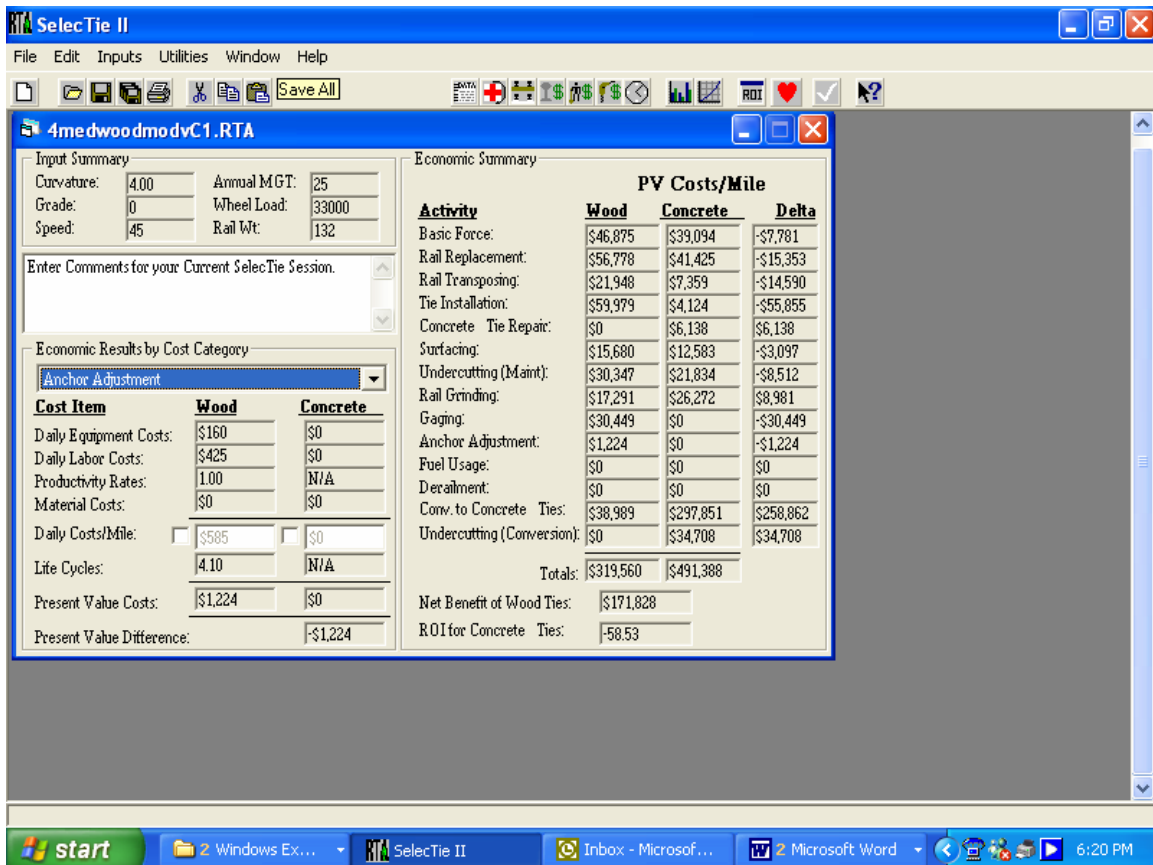 SelecTie II
File Edit Inputs Utilities Window Help
Save All
ROI
4medwoodmodvC1.RTA
Input Summary
Curvature: 4.00 Annual MGT: 25
Grade: 0 Wheel Load: 33000
Speed: 45 Rail Wt: 132
Enter Comments for your Current SelecTie Session.
Economic Results by Cost Category
Anchor Adjustment
Cost Item Wood Concrete
Daily Equipment Costs: $160 $0
Daily Labor Costs: $425 $0
Productivity Rates: 1.00 N/A
Material Costs: $0 $0
Daily Costs/Mile: $585 $0
Life Cycles: 4.10 N/A
Present Value Costs: $1,224 $0
Present Value Difference: -$1,224
Economic Summary
PV Costs/Mile
Activity Wood Concrete Delta
Basic Force: $46,875 $39,094 -$7,781
Rail Replacement: $56,778 $41,425 -$15,353
Rail Transposing: $21,948 $7,359 -$14,590
Tie Installation: $59,979 $4,124 -$55,855
Concrete Tie Repair: $0 $6,138 $6,138
Surfacing: $15,680 $12,583 -$3,097
Undercutting (Maint): $30,347 $21,834 -$8,512
Rail Grinding: $17,291 $26,272 $8,981
Gaging: $30,449 $0 -$30,449
Anchor Adjustment: $1,224 $0 -$1,224
Fuel Usage: $0 $0 $0
Derailment: $0 $0 $0
Conv. to Concrete Ties: $38,989 $297,851 $258,862
Undercutting (Conversion): $0 $34,708 $34,708
Totals: $319,560 $491,388
Net Benefit of Wood Ties: $171,828
ROI for Concrete Ties: -58.53
start 2 Windows Ex... SelecTie II Inbox - Microsof... 2 Microsoft Word 6:20 PM